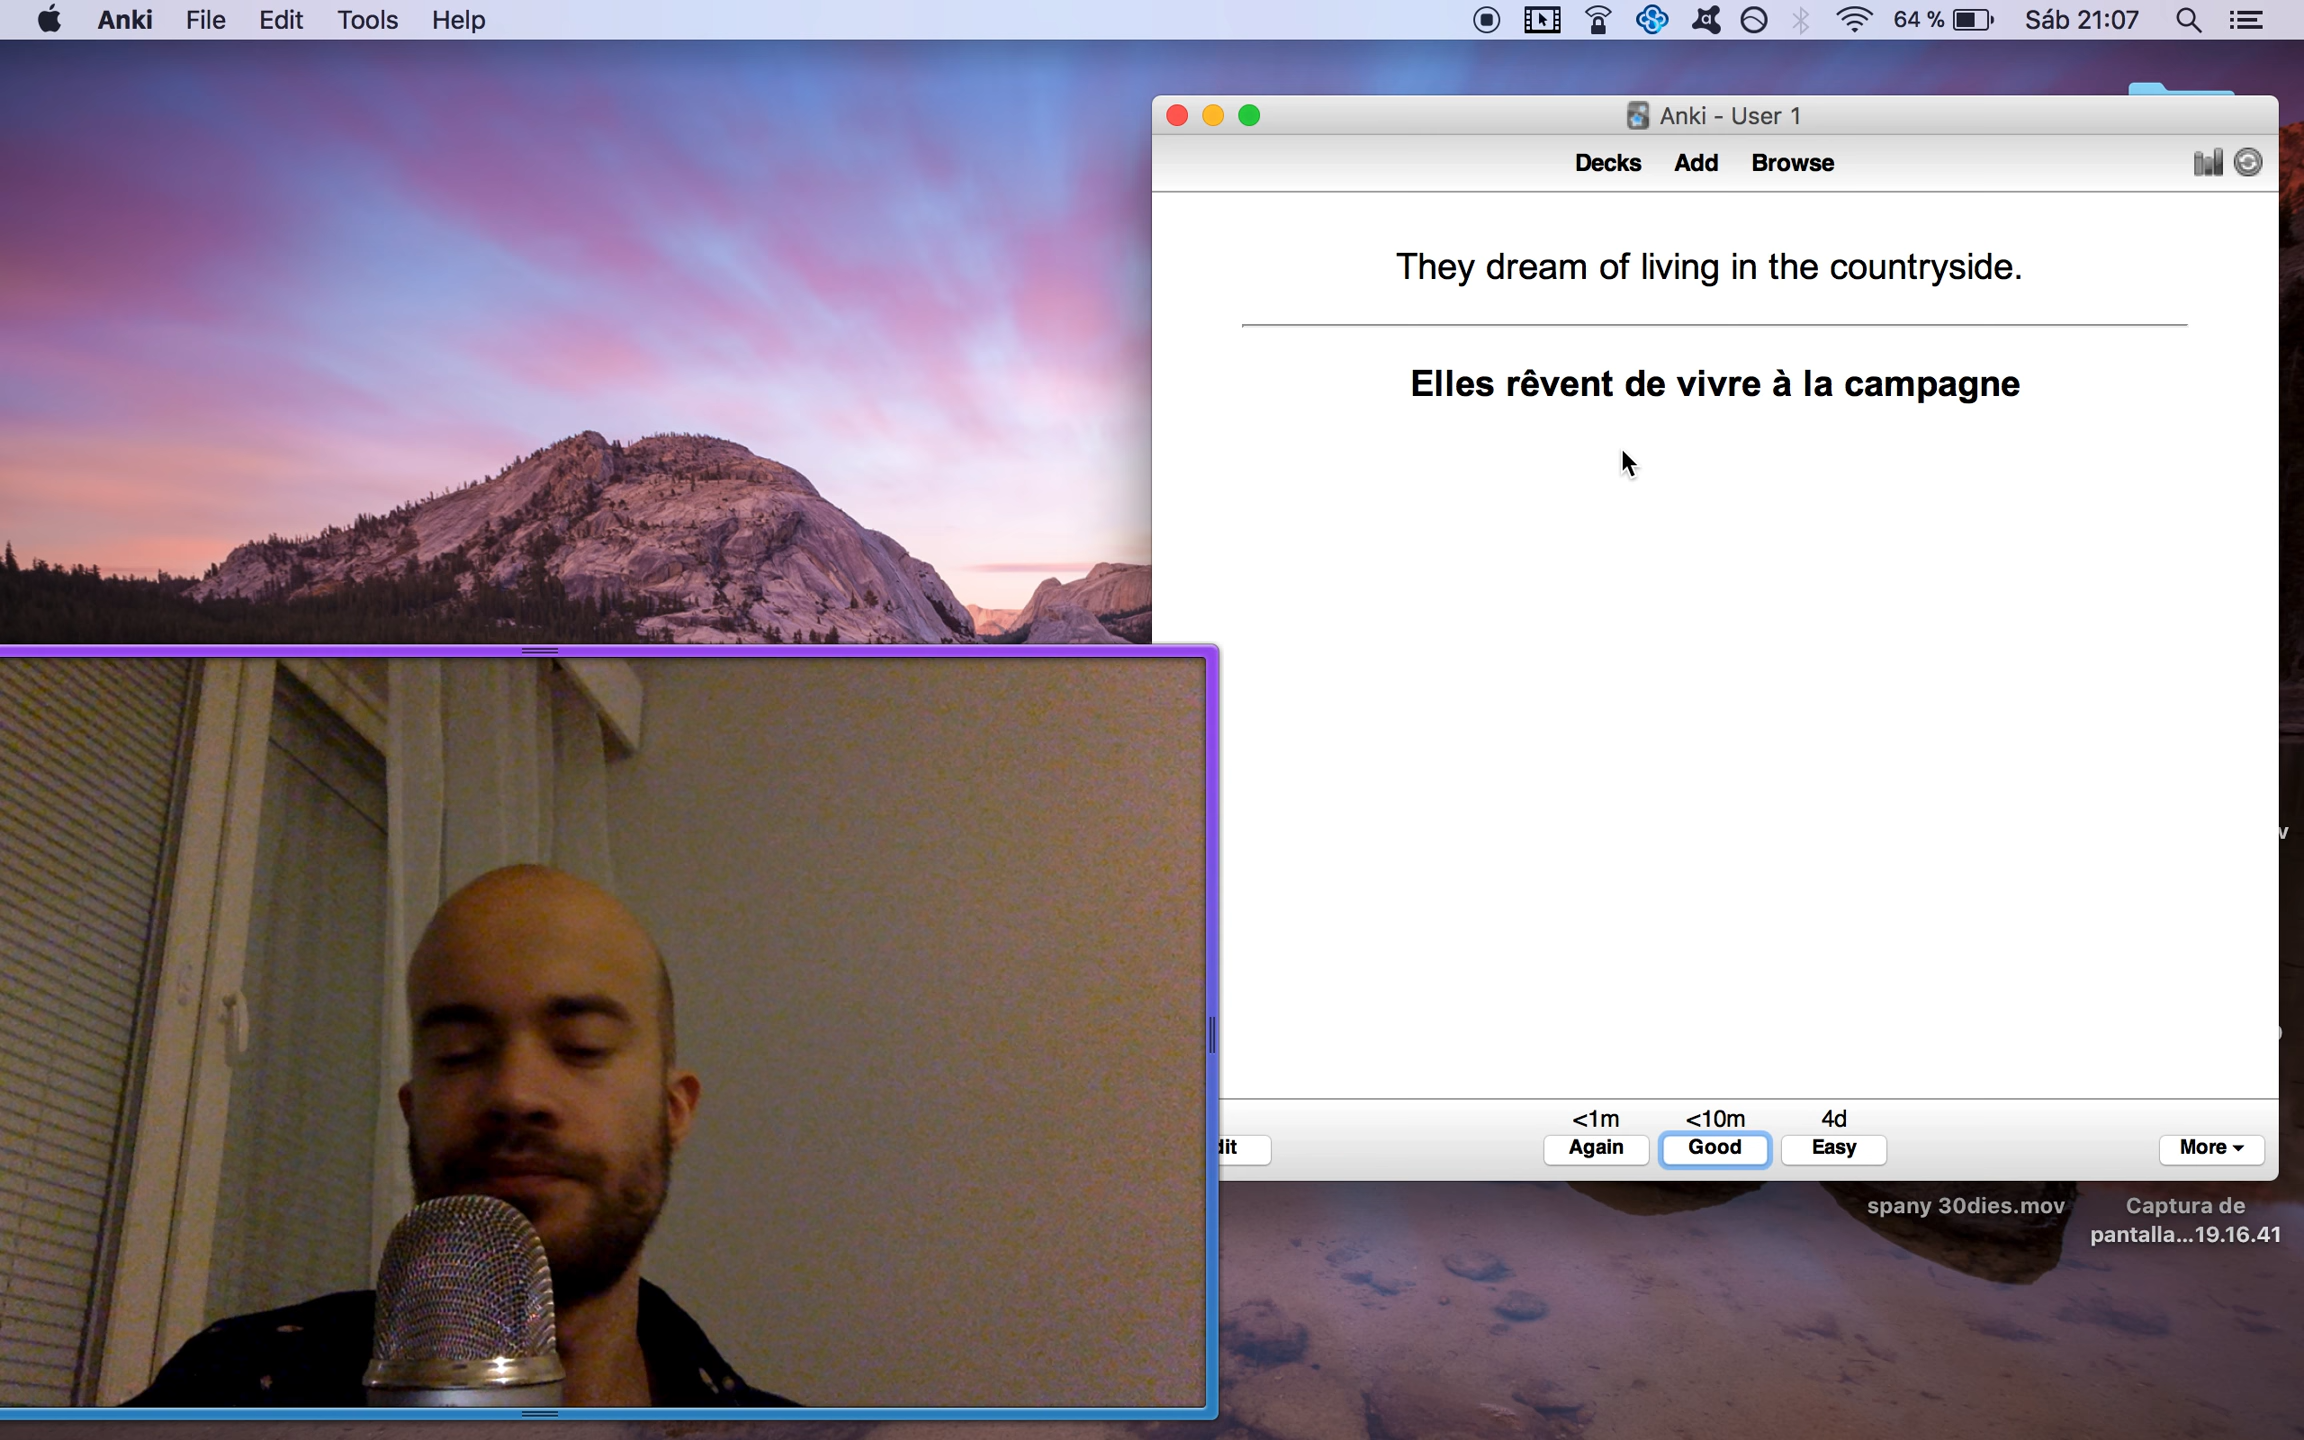 Anki File Edit Tools Help 64 % Sáb 21:07
Anki - User 1
Decks Add Browse
They dream of living in the countryside.
Elles rêvent de vivre à la campagne
<1m <10m 4d
Again Good Easy More
spany 30dies.mov
Captura de
pantalla...19.16.41